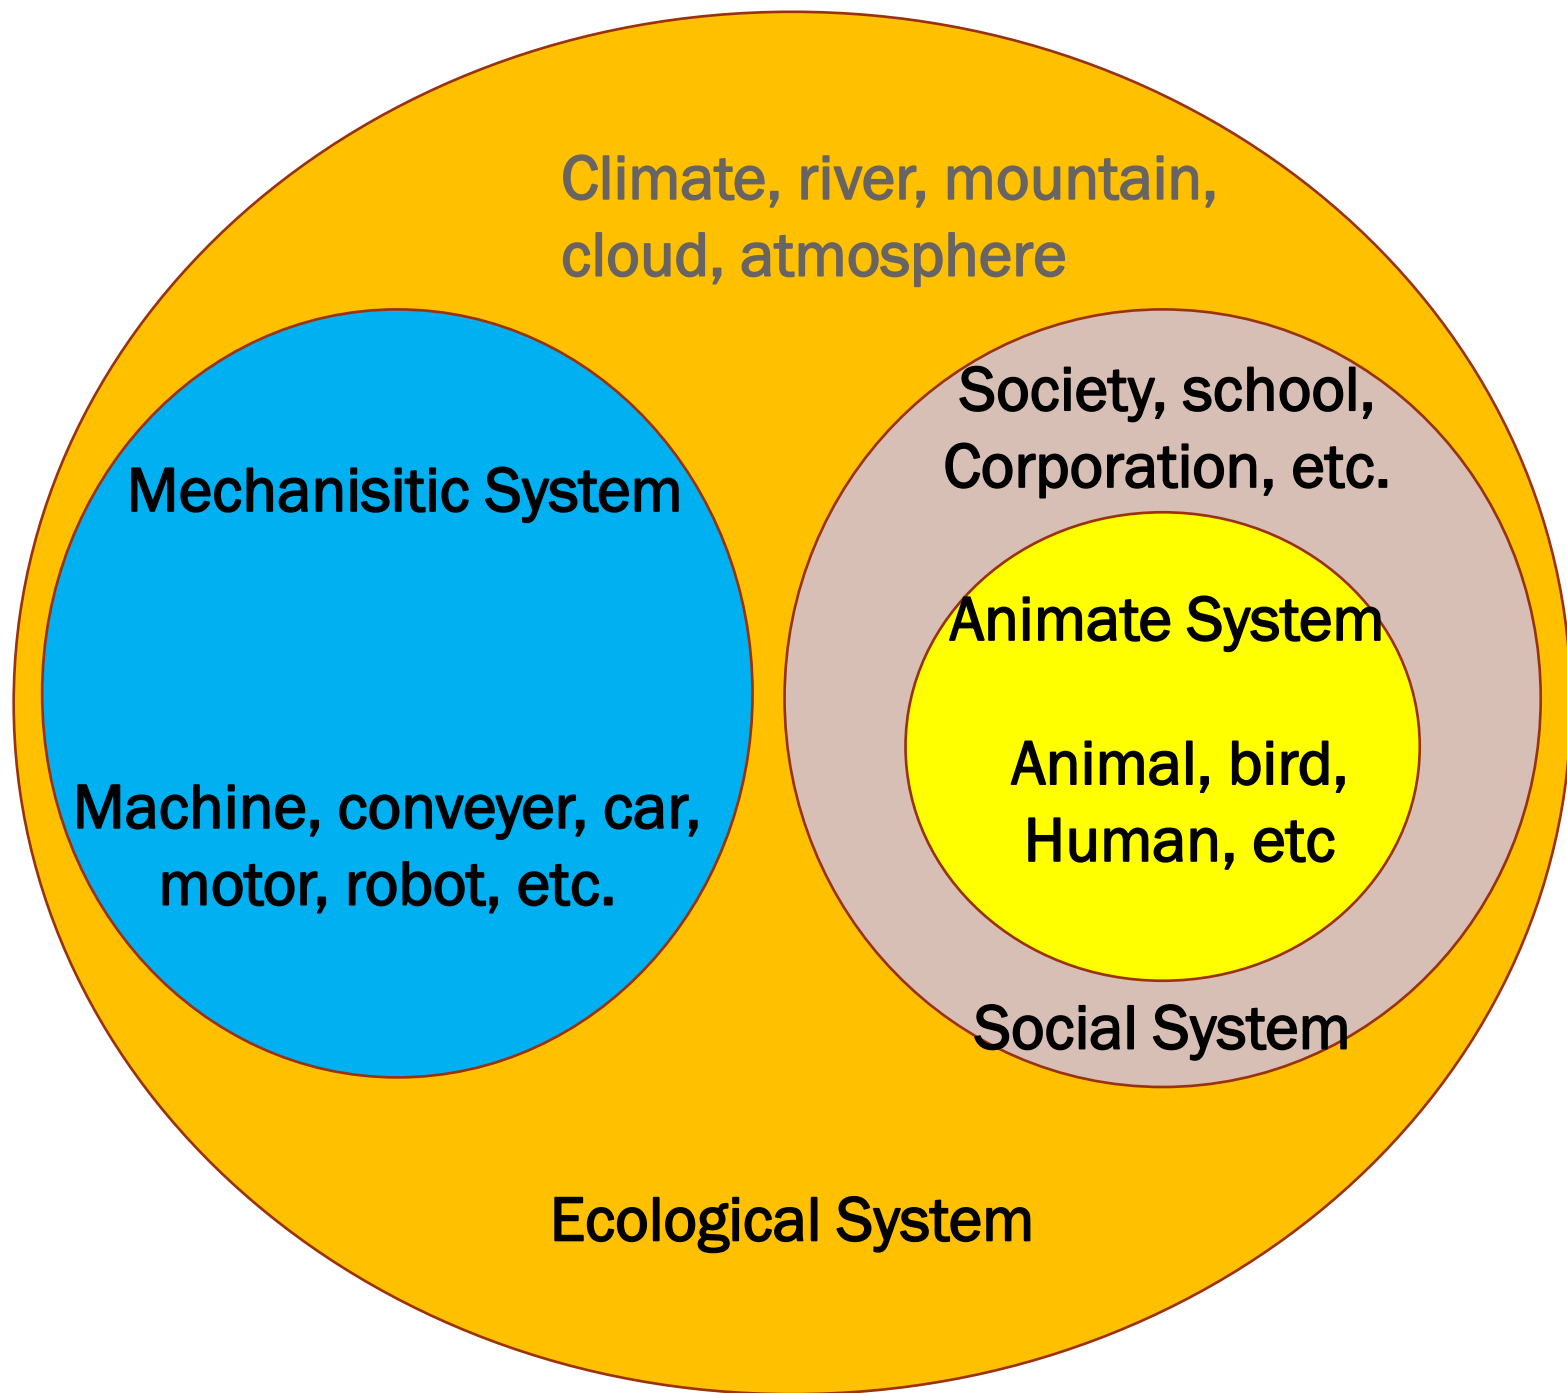 Climate, river, mountain,
cloud, atmosphere
Mechanisitic System
Machine, conveyer, car,
motor, robot, etc.
Society, school,
Corporation, etc.
Animate System
Animal, bird,
Human, etc
Social System
Ecological System